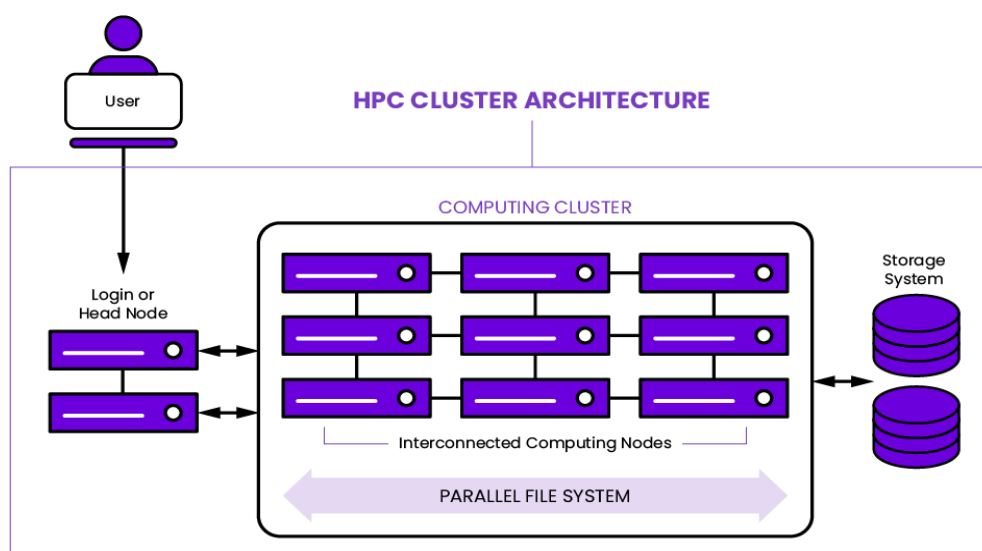 User
HPC CLUSTER ARCHITECTURE
COMPUTING CLUSTER
Login or
Head Node
Storage
System
Interconnected Computing Nodes
PARALLEL FILE SYSTEM